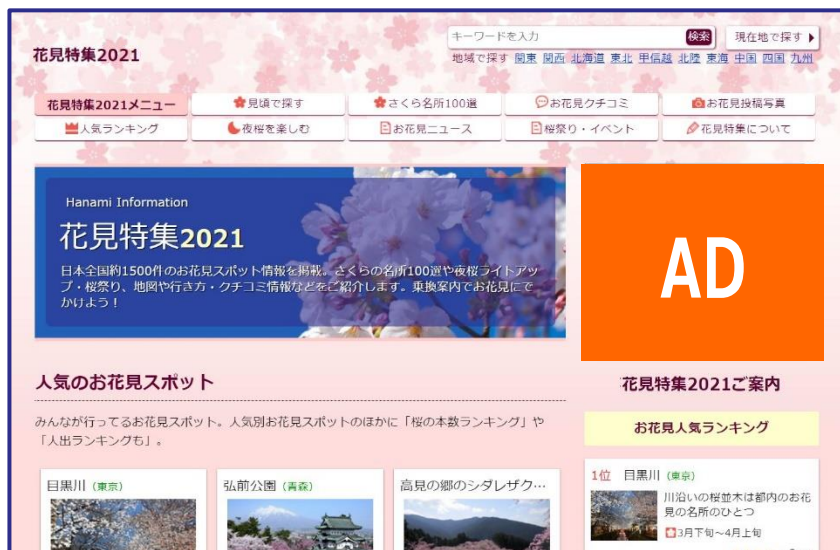 花見特集2021
キーワードを入力
検索
現在地で探す
地域で探す 関東 関西 北海道 東北 甲信越 北陸 東海 中国 四国 九州
花見特集2021メニュー
見頃で探す
さくら名所100選
お花見クチコミ
お花見投稿写真
人気ランキング
夜桜を楽しむ
お花見ニュース
桜祭り・イベント
花見特集について
Hanami Information
花見特集2021
日本全国約1500件のお花見スポット情報を掲載。さくらの名所100選や夜桜ライトアッ
プ・桜祭り、地図や行き方・クチコミ情報などをご紹介します。乗換案内でお花見にで
かけよう！
AD
人気のお花見スポット
みんなが行ってるお花見スポット。人気別お花見スポットのほかに「桜の本数ランキング」や
「人出ランキングも」。
目黒川（東京）
弘前公園（青森）
高見の郷のシダレザク…
花見特集2021ご案内
お花見人気ランキング
1位 目黒川（東京）
川沿いの桜並木は都内のお花
見の名所のひとつ
3月下旬～4月上旬